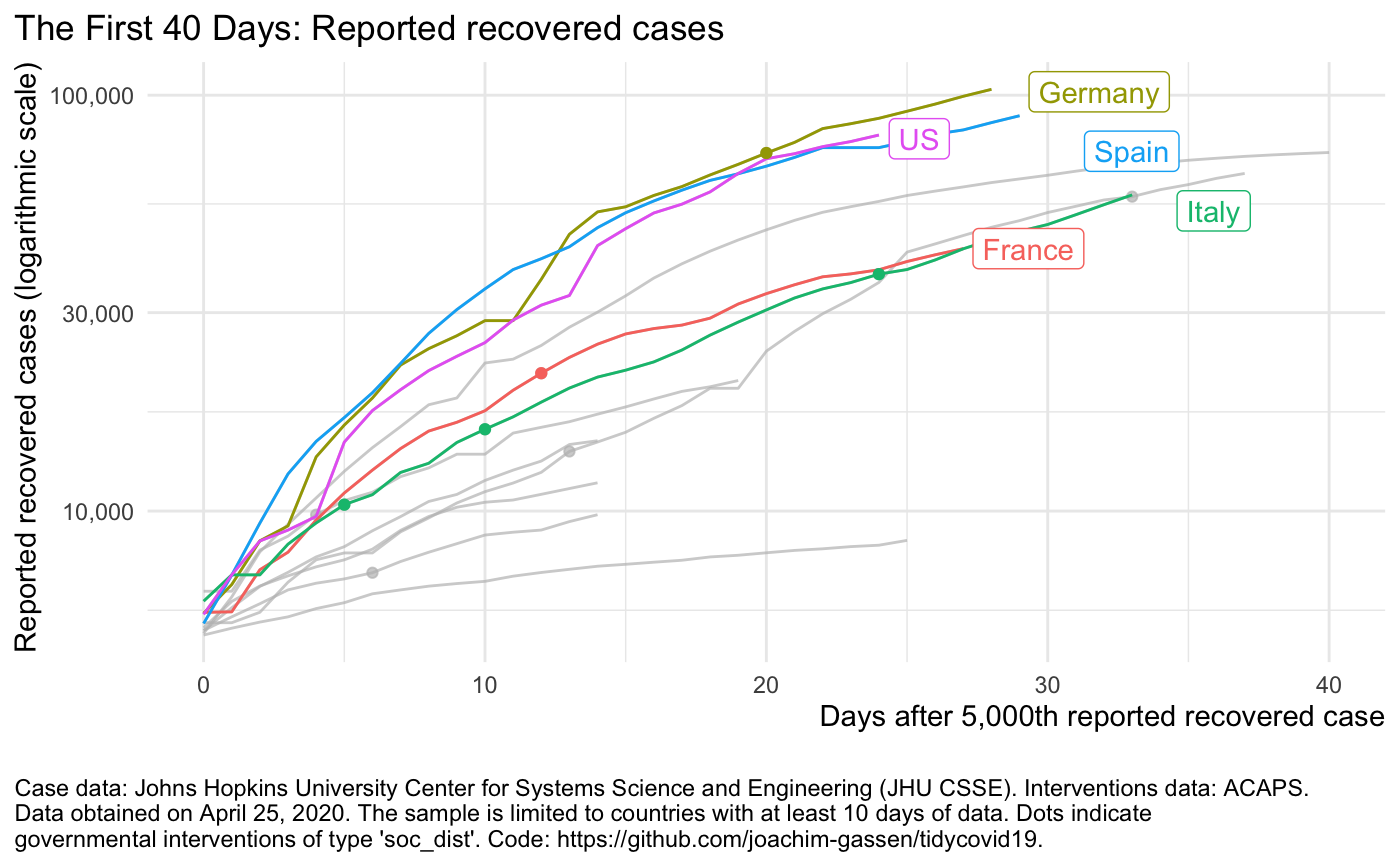 The First 40 Days: Reported recovered cases
Reported recovered cases (logarithmic scale)
100,000
30,000
10,000
Germany
US
Spain
Italy
France
0 10 20 30 40
Days after 5,000th reported recovered case
Case data: Johns Hopkins University Center for Systems Science and Engineering (JHU CSSE). Interventions data: ACAPS.
Data obtained on April 25, 2020. The sample is limited to countries with at least 10 days of data. Dots indicate
governmental interventions of type 'soc_dist'. Code: https://github.com/joachim-gassen/tidycovid19.